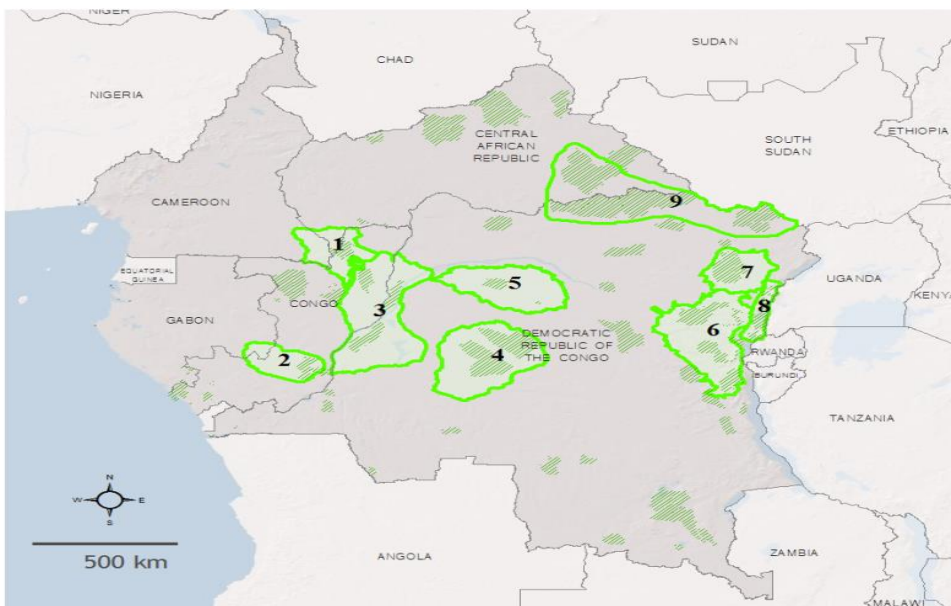 NIGER
SUDAN
CHAD
NIGERIA
CENTRAL
AFRICAN
REPUBLIC
SOUTH
SUDAN
ETHIOPIA
9
CAMEROON
1
EQUATORIAL
GUINEA
CONGO
5
7
UGANDA
KENYA
GABON
3
8
6
2
4
DEMOCRATIC
REPUBLIC OF
THE CONGO
RWANDA
BURUNDI
TANZANIA
N
W
E
S
500 km
ANGOLA
ZAMBIA
MALAWI